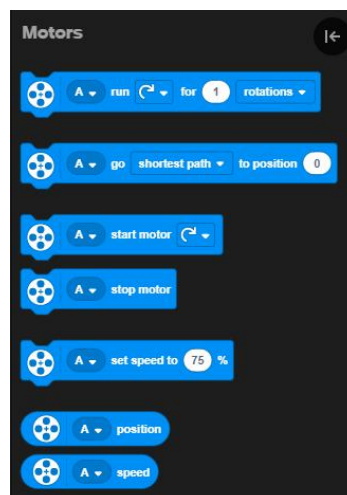 Motors
A run for 1 rotations
A go shortest path to position 0
A start motor
A stop motor
A set speed to 75 %
A position
A speed